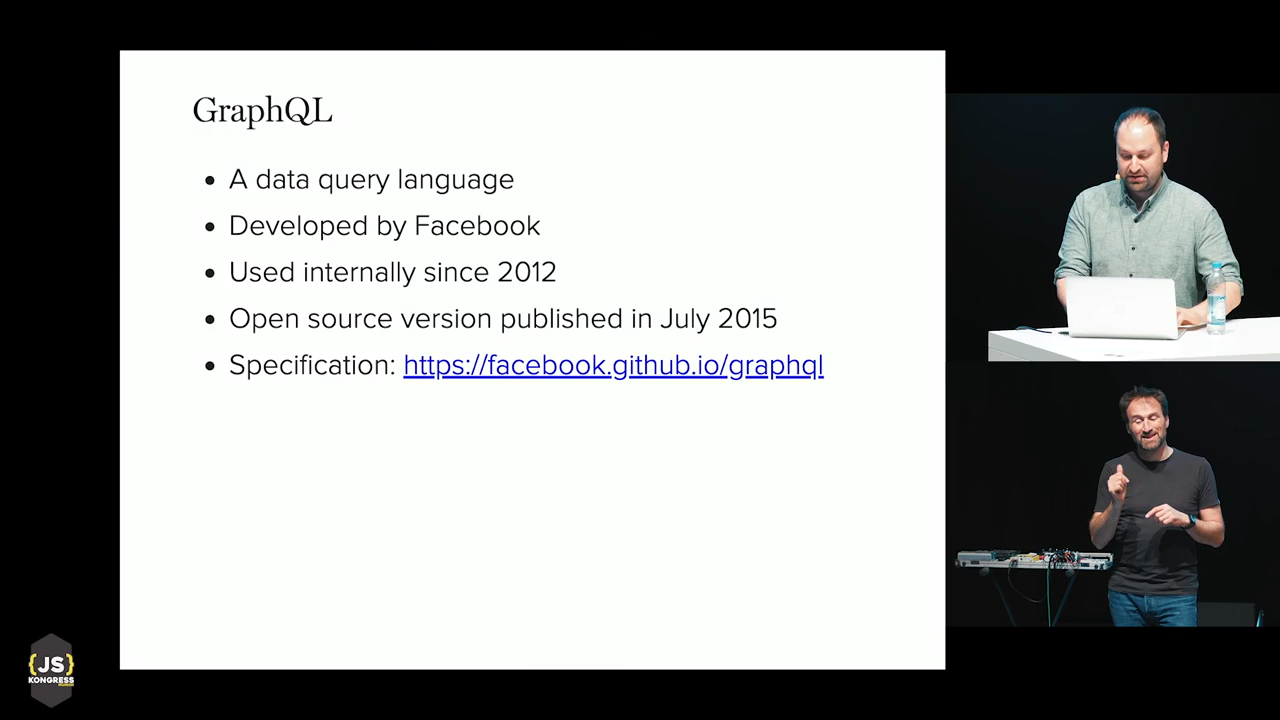 GraphQL
• A data query language
• Developed by Facebook
• Used internally since 2012
• Open source version published in July 2015
• Specification: https://facebook.github.io/graphql
{JS}
KONGRESS